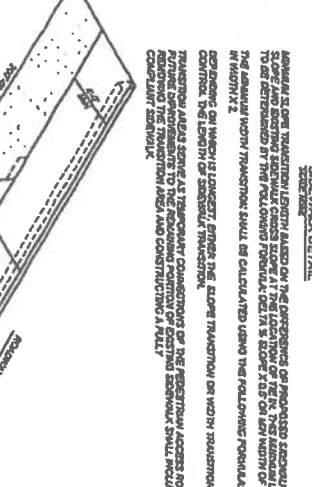 MINIMUM SLOPE TRANSITION LENGTH BASED ON THE DIFFERENCE OF PROPOSED SIDEWALK
SLOPE AND EXISTING SIDEWALK CROSS SLOPE AT THE LOCATION OF TIE IN. THIS MINIMUM
TO BE DETERMINED BY THE FOLLOWING FORMULA: DELTA % SLOPE X 0.5 OR MIN WIDTH OF
THE MINIMUM WIDTH TRANSITION SHALL BE CALCULATED USING THE FOLLOWING FORMULA:
IN WIDTH X 2
DEPENDING ON WHICH IS EITHER THE SLOPE TRANSITION OR WIDTH TRANSITION
CONTROL THE LENGTH OF SIDEWALK TRANSITION.
TRANSITION AREAS SERVE AS TEMPORARY CONNECTIONS OF THE PEDESTRIAN ACCESS RO
FUTURE IMPROVEMENTS TO THE REMAINING PORTION OF EXISTING SIDEWALK SHALL INCLU
REMOVING THE TRANSITION AREA AND CONSTRUCTING A FULLY
COMPLIANT SIDEWALK.